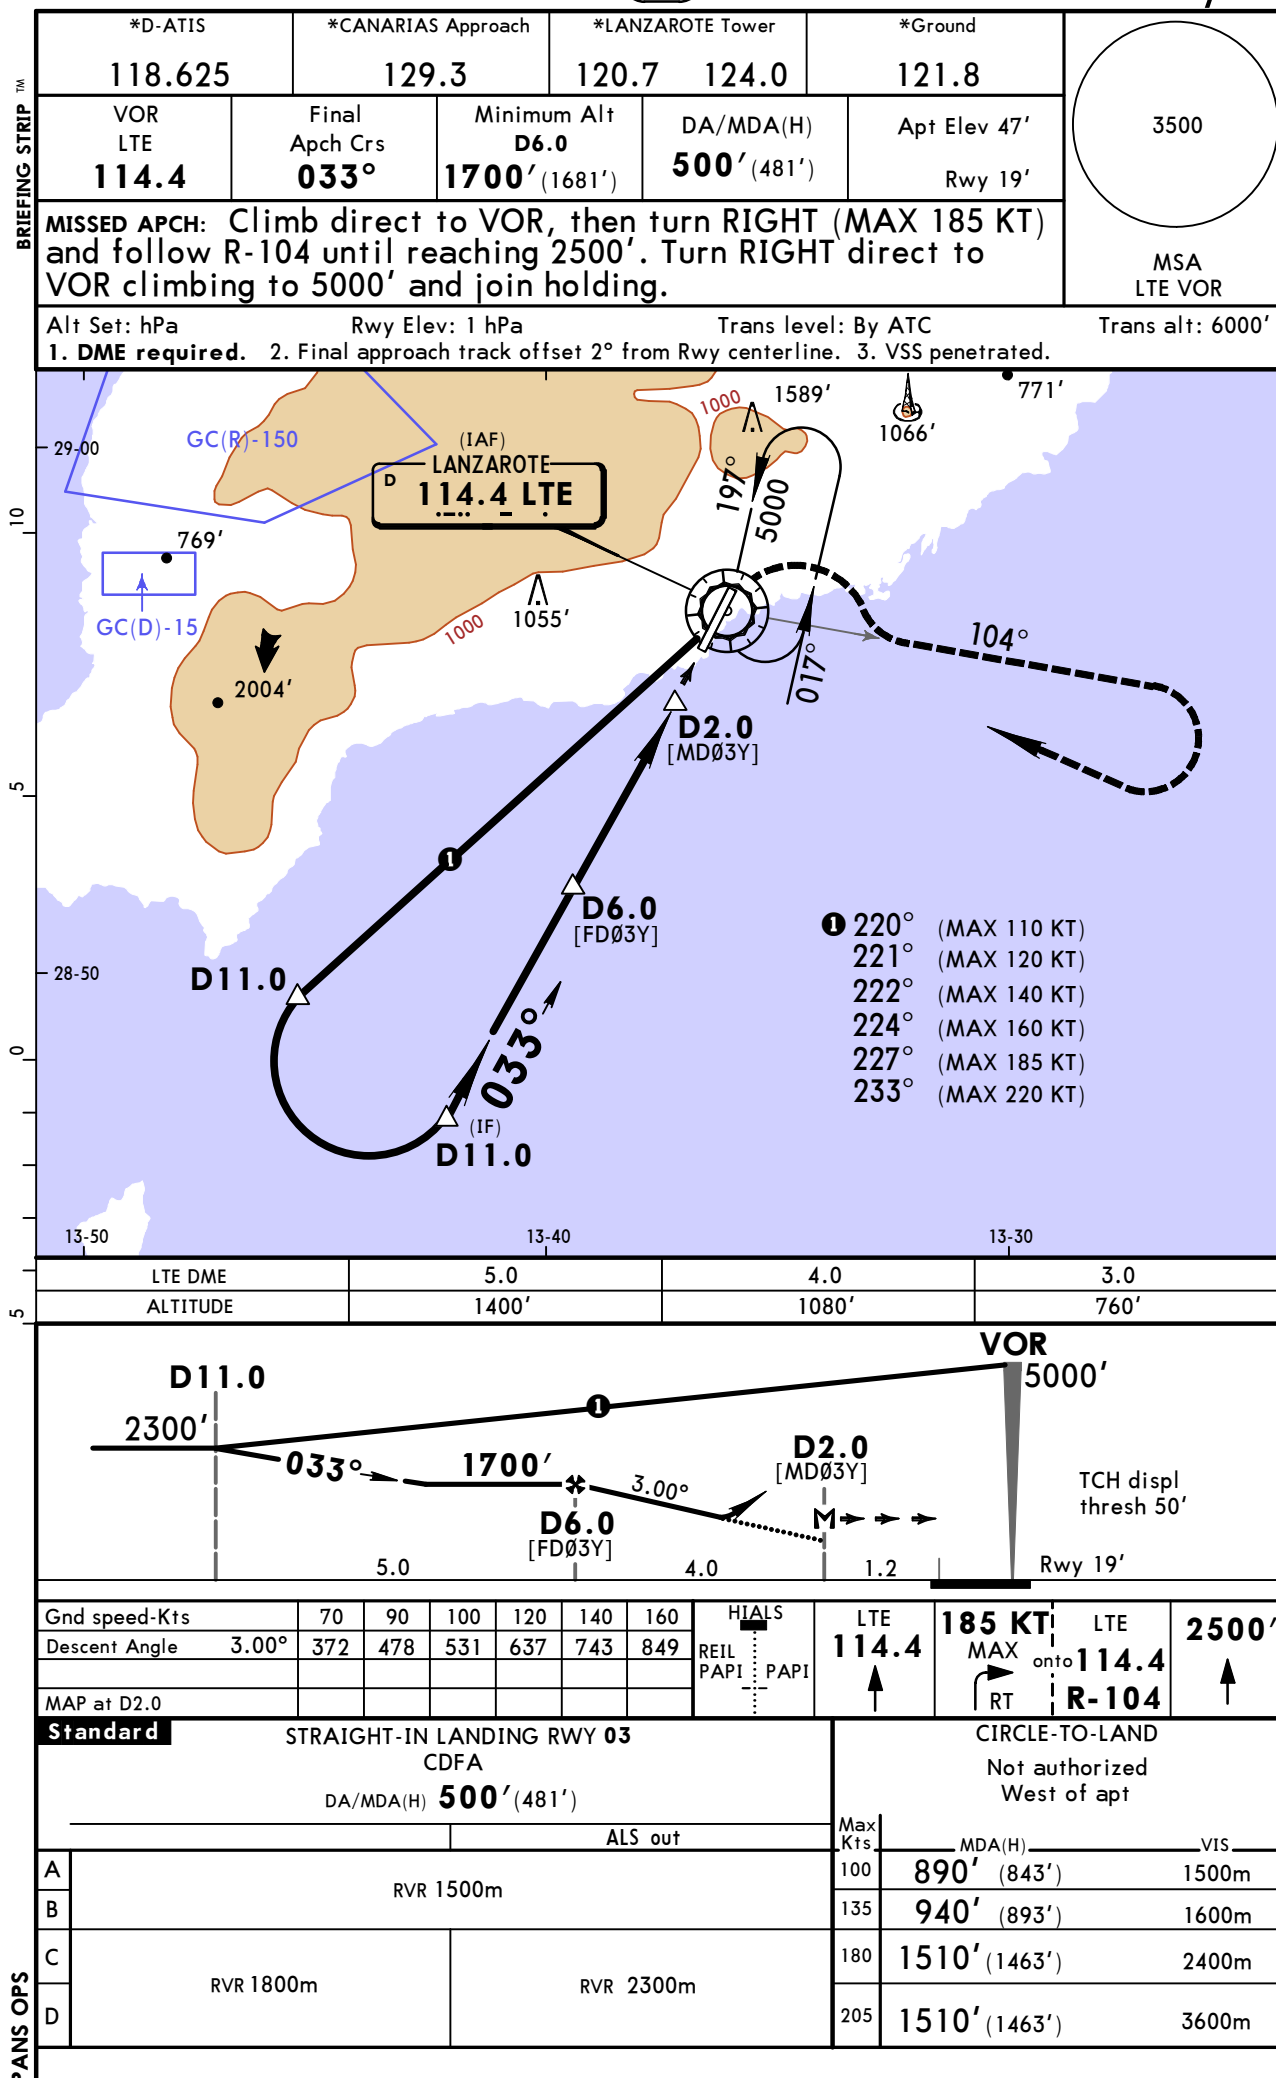 *D-ATIS
118.625
*CANARIAS Approach
129.3
*LANZAROTE Tower
120.7 124.0
*Ground
121.8
BRIEFING STRIP ™
VOR
LTE
114.4
Final
Apch Crs
033°
Minimum Alt
D6.0
1700' (1681')
DA/MDA(H)
500' (481')
Apt Elev 47'
Rwy 19'
3500
MSA
LTE VOR
MISSED APCH: Climb direct to VOR, then turn RIGHT (MAX 185 KT)
and follow R-104 until reaching 2500'. Turn RIGHT direct to
VOR climbing to 5000' and join holding.
Alt Set: hPa Rwy Elev: 1 hPa Trans level: By ATC Trans alt: 6000'
1. DME required. 2. Final approach track offset 2° from Rwy centerline. 3. VSS penetrated.
771'
1589'
1000
1066'
GC(R)-150
29-00
(IAF)
LANZAROTE
D
114.4 LTE
197°
5000
10
769'
GC(D)-15
1055'
1000
104°
017°
2004'
D2.0
[MDØ3Y]
5
1
D6.0
[FDØ3Y]
1 220° (MAX 110 KT)
221° (MAX 120 KT)
222° (MAX 140 KT)
224° (MAX 160 KT)
227° (MAX 185 KT)
233° (MAX 220 KT)
28-50
D11.0
033°
0
(IF)
D11.0
13-50
13-40
13-30
LTE DME 5.0 4.0 3.0
ALTITUDE 1400' 1080' 760'
5
VOR
5000'
D11.0
2300'
1
033°
1700'
3.00°
D2.0
[MDØ3Y]
TCH displ
thresh 50'
D6.0
[FDØ3Y]
M
5.0
4.0
1.2
Rwy 19'
Gnd speed-Kts 70 90 100 120 140 160
Descent Angle 3.00° 372 478 531 637 743 849
MAP at D2.0
HIALS
REIL
PAPI PAPI
LTE
114.4
185 KT
MAX
RT
LTE
onto 114.4
R-104
2500'
Standard
STRAIGHT-IN LANDING RWY 03
CDFA
DA/MDA(H) 500' (481')
ALS out
A
B
RVR 1500m
C
D
RVR 1800m
RVR 2300m
CIRCLE-TO-LAND
Not authorized
West of apt
Max
Kts MDA(H) VIS
100 890' (843') 1500m
135 940' (893') 1600m
180 1510' (1463') 2400m
205 1510' (1463') 3600m
PANS OPS